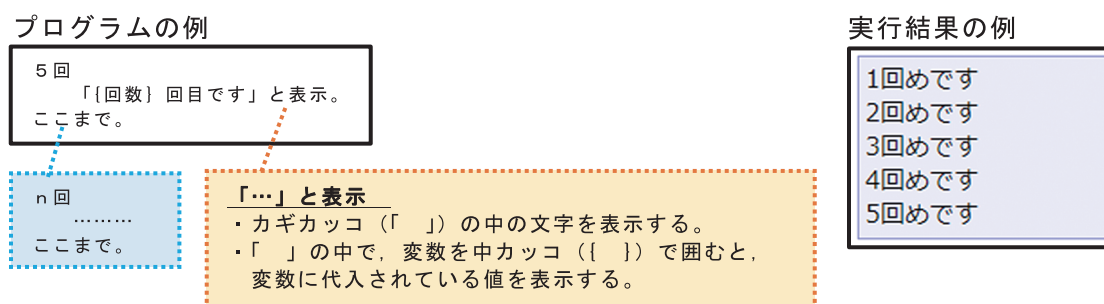 プログラムの例
5回
「{回数} 回目です」と表示。
ここまで。
n回
………
ここまで。
「…」と表示
・カギカッコ(「　」)の中の文字を表示する。
・「　」の中で，変数を中カッコ({　})で囲むと，
変数に代入されている値を表示する。
実行結果の例
1回めです
2回めです
3回めです
4回めです
5回めです